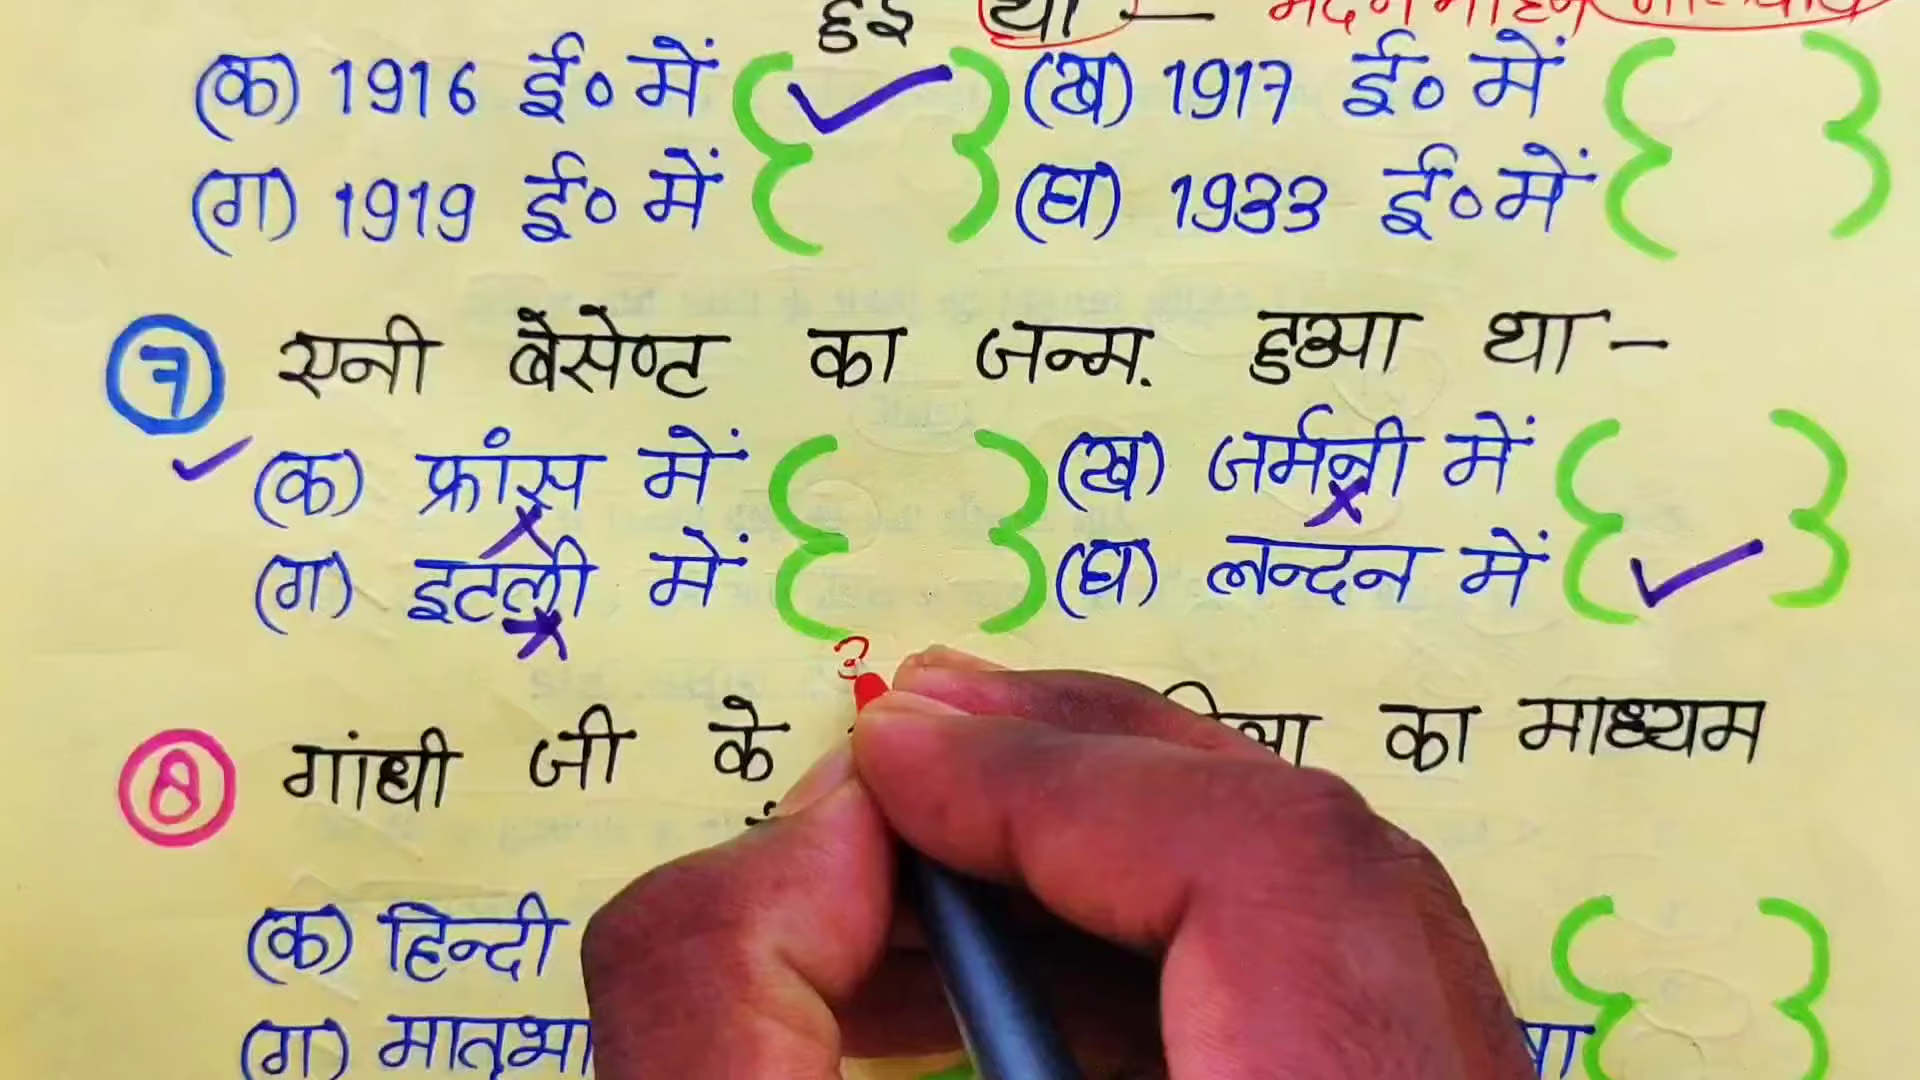 हुई था — मदन मोहन मालवीय
(क) 1916 ई० में (ख) 1917 ई० में
(ग) 1919 ई० में (घ) 1933 ई० में
7 एनी बेसेण्ट का जन्म. हुआ था —
(क) फ्रांस में (ख) जर्मनी में
(ग) इटली में (घ) लन्दन में
8 गांधी जी के का माध्यम
(क) हिन्दी
(ग) मातृभा